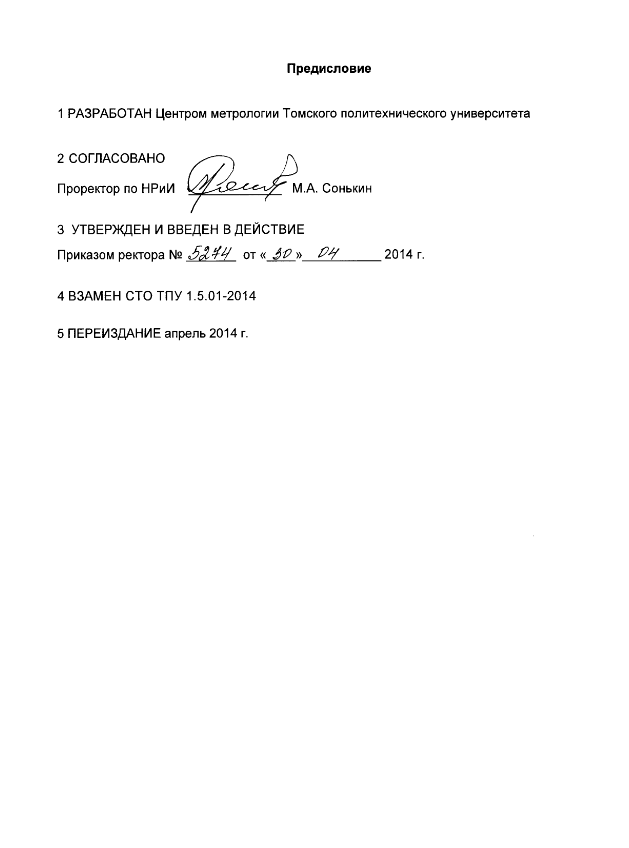 Предисловие
1 РАЗРАБОТАН Центром метрологии Томского политехнического университета
2 СОГЛАСОВАНО
Проректор по НРиИ М.А. Сонькин
3 УТВЕРЖДЕН И ВВЕДЕН В ДЕЙСТВИЕ
Приказом ректора № 5274 от «30» 04 2014 г.
4 ВЗАМЕН СТО ТПУ 1.5.01-2014
5 ПЕРЕИЗДАНИЕ апрель 2014 г.